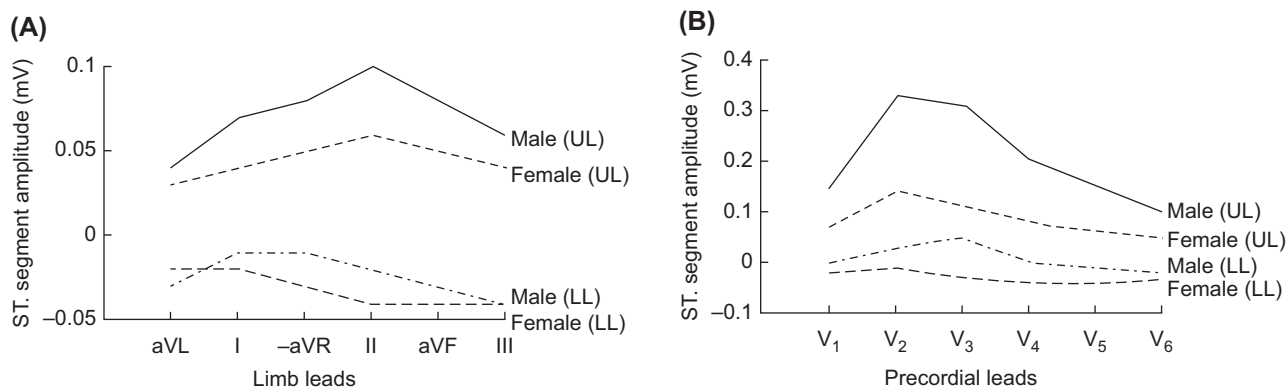 (A)
ST. segment amplitude (mV)
0.1
0.05
0
–0.05
Male (UL)
Female (UL)
Male (LL)
Female (LL)
aVL I –aVR II aVF III
Limb leads
(B)
ST. segment amplitude (mV)
0.4
0.3
0.2
0.1
0
–0.1
Male (UL)
Female (UL)
Male (LL)
Female (LL)
V₁ V₂ V₃ V₄ V₅ V₆
Precordial leads